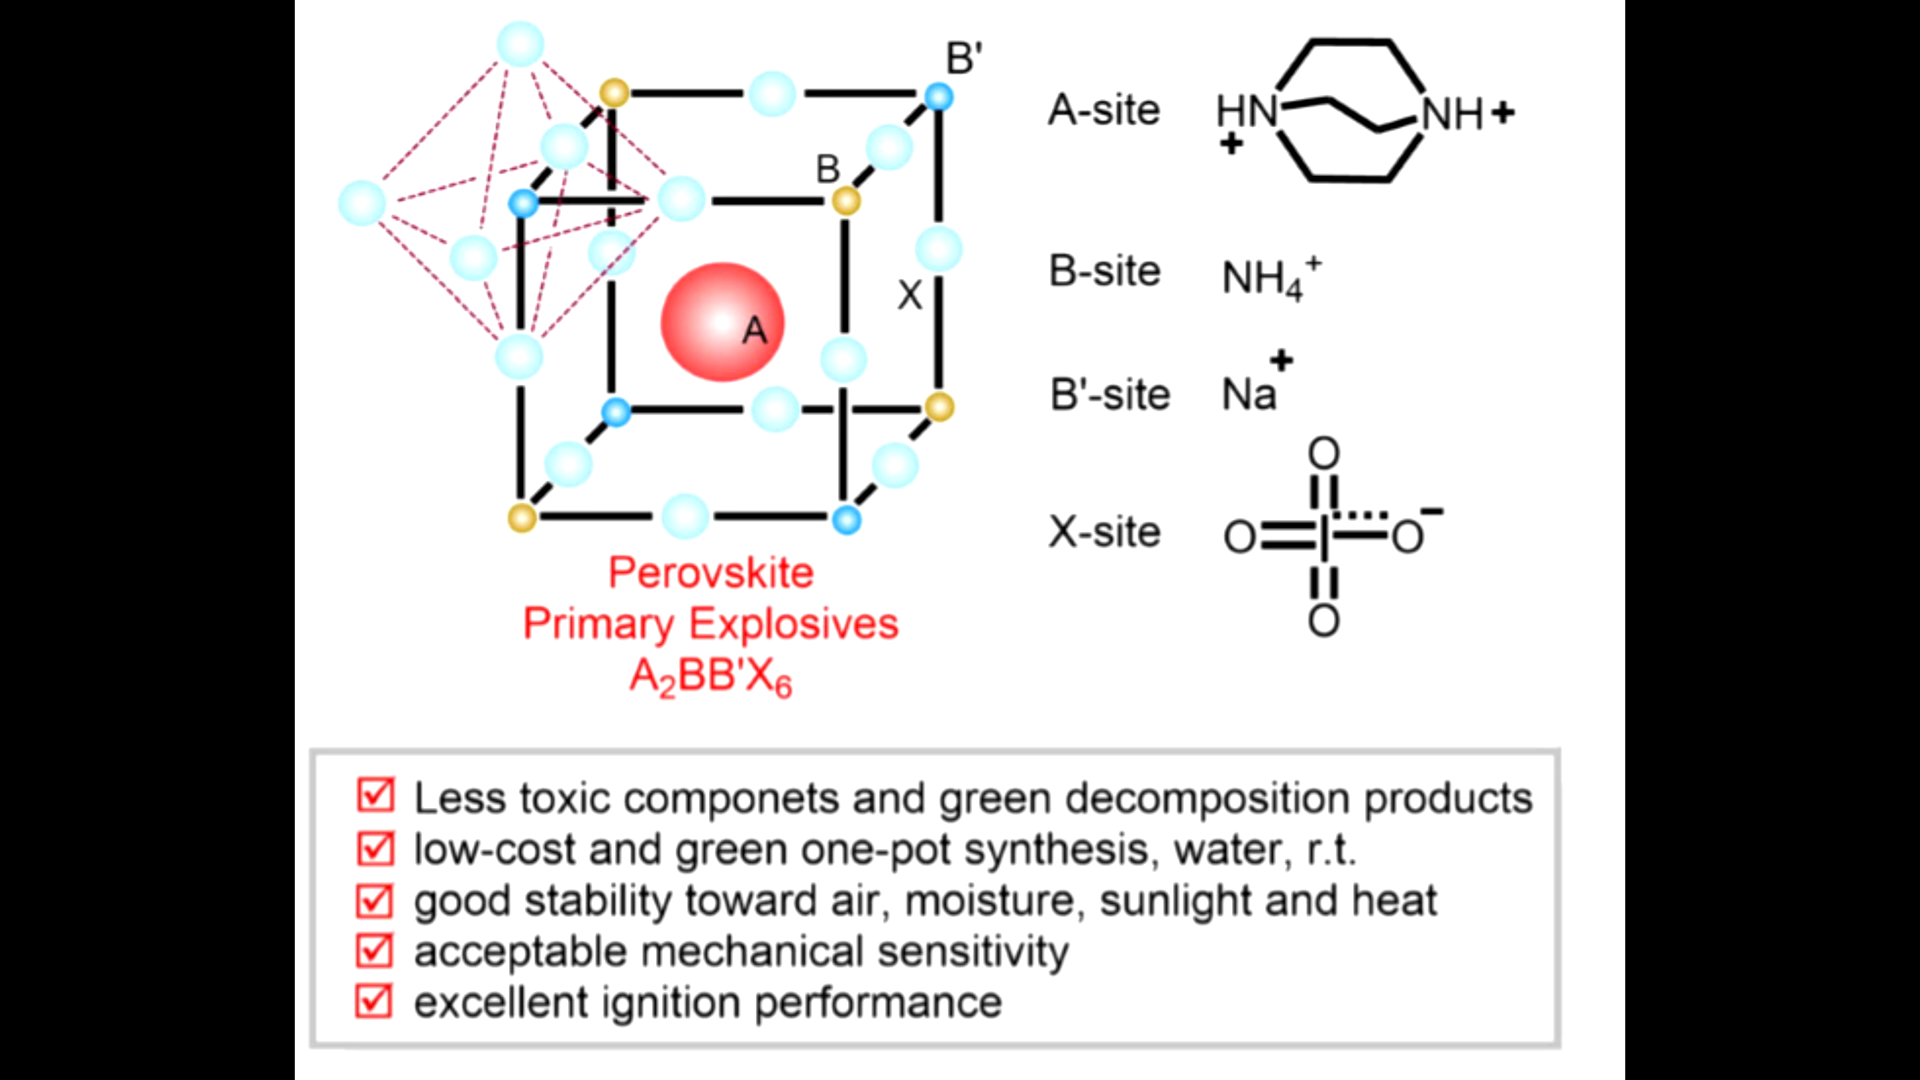 B'
B
X
A
Perovskite
Primary Explosives
A₂BB'X₆
A-site HN + NH +
B-site NH₄⁺
B'-site Na⁺
X-site O O I O⁻ O
Less toxic componets and green decomposition products
low-cost and green one-pot synthesis, water, r.t.
good stability toward air, moisture, sunlight and heat
acceptable mechanical sensitivity
excellent ignition performance